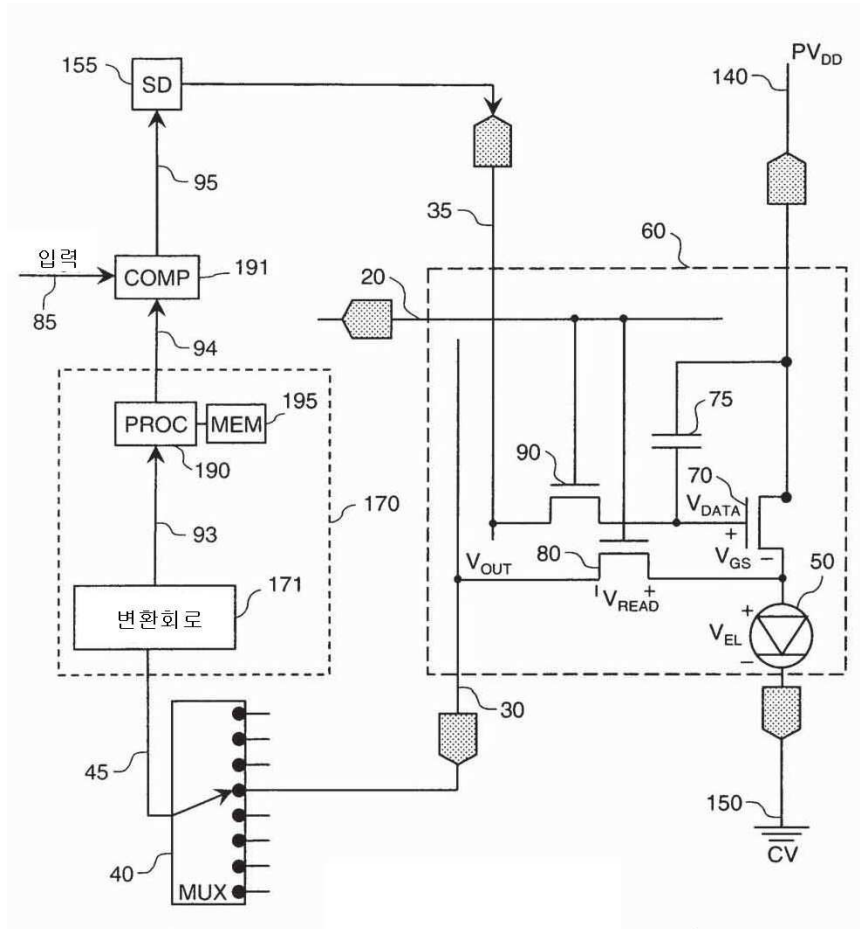 PVDD
155
SD
140
95
35
입력
COMP
191
60
85
20
94
PROC
MEM
195
190
75
90
70
VDATA
+
170
93
VOUT
80
VGS
−
171
변환회로
−
VREAD
+
50
+
VEL
−
30
45
150
40
MUX
CV